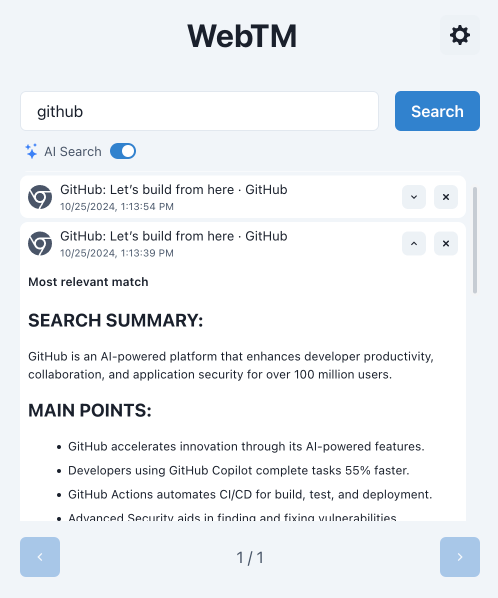 WebTM
github
Search
AI Search
GitHub: Let's build from here · GitHub
10/25/2024, 1:13:54 PM
GitHub: Let's build from here · GitHub
10/25/2024, 1:13:39 PM
Most relevant match
SEARCH SUMMARY:
GitHub is an AI-powered platform that enhances developer productivity,
collaboration, and application security for over 100 million users.
MAIN POINTS:
• GitHub accelerates innovation through its AI-powered features.
• Developers using GitHub Copilot complete tasks 55% faster.
• GitHub Actions automates CI/CD for build, test, and deployment.
• Advanced Security aids in finding and fixing vulnerabilities
1 / 1